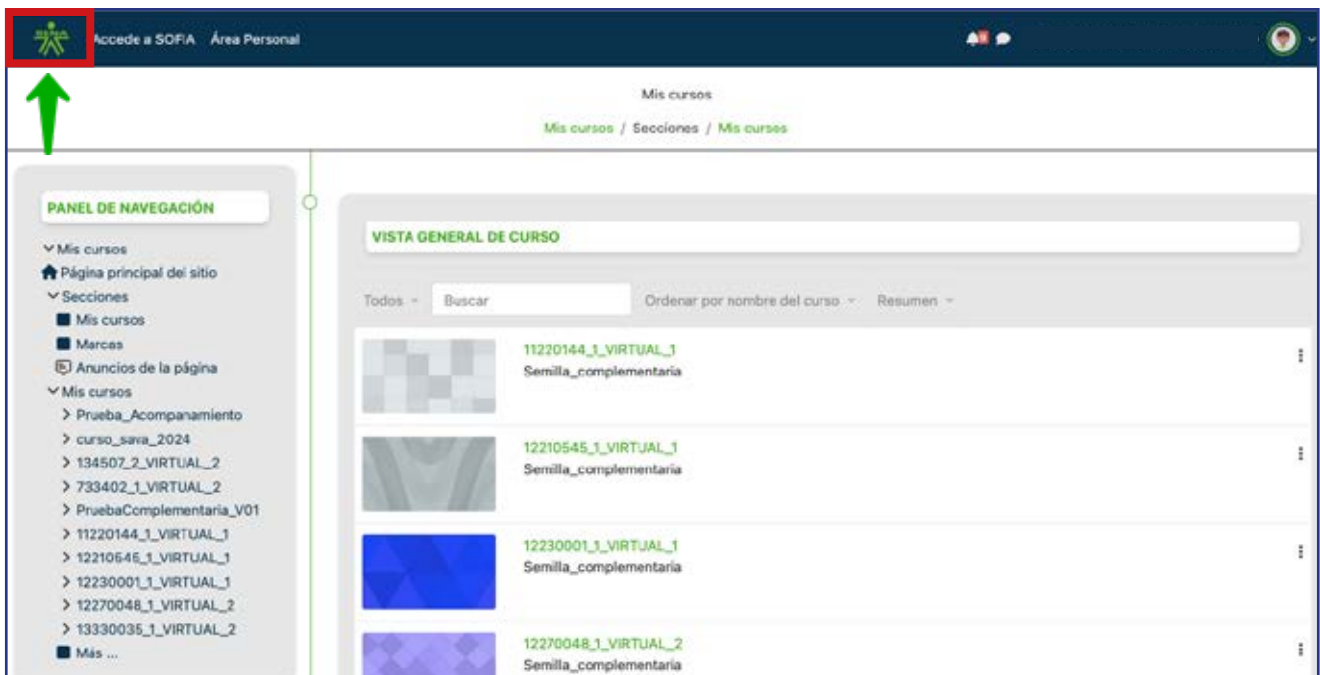 SENA
Accede a SOFIA Área Personal
Mis cursos
Mis cursos / Secciones / Mis cursos
PANEL DE NAVEGACIÓN
Mis cursos
Página principal del sitio
Secciones
Mis cursos
Marcas
Anuncios de la página
Mis cursos
Prueba_Acompanamiento
curso_sava_2024
134507_2_VIRTUAL_2
733402_1_VIRTUAL_2
PruebaComplementaria_V01
11220144_1_VIRTUAL_1
12210545_1_VIRTUAL_1
12230001_1_VIRTUAL_1
12270048_1_VIRTUAL_2
13330035_1_VIRTUAL_2
Más ...
VISTA GENERAL DE CURSO
Todos Buscar Ordenar por nombre del curso Resumen
11220144_1_VIRTUAL_1
Semilla_complementaria
12210545_1_VIRTUAL_1
Semilla_complementaria
12230001_1_VIRTUAL_1
Semilla_complementaria
12270048_1_VIRTUAL_2
Semilla_complementaria